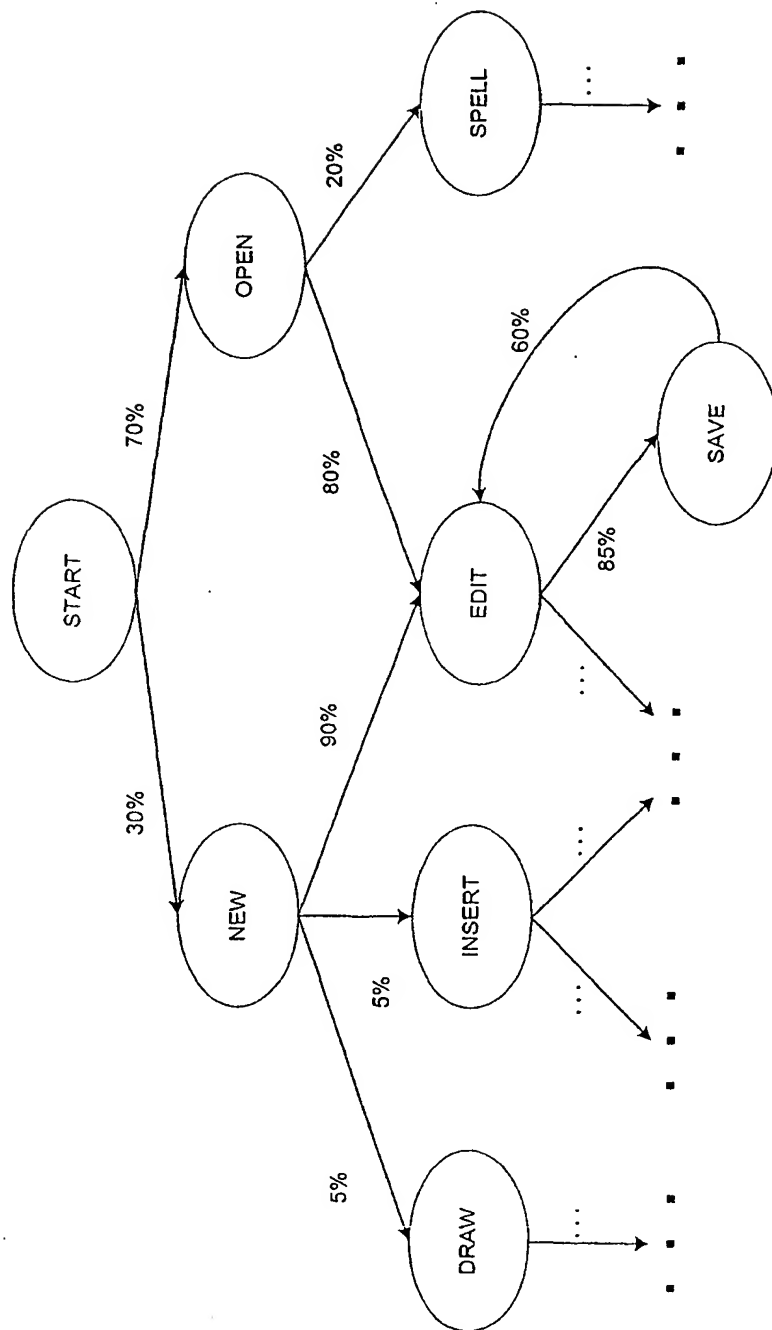 START
30%
70%
NEW
OPEN
5%
5%
90%
80%
20%
DRAW
INSERT
EDIT
SPELL
60%
85%
...
...
...
...
...
SAVE